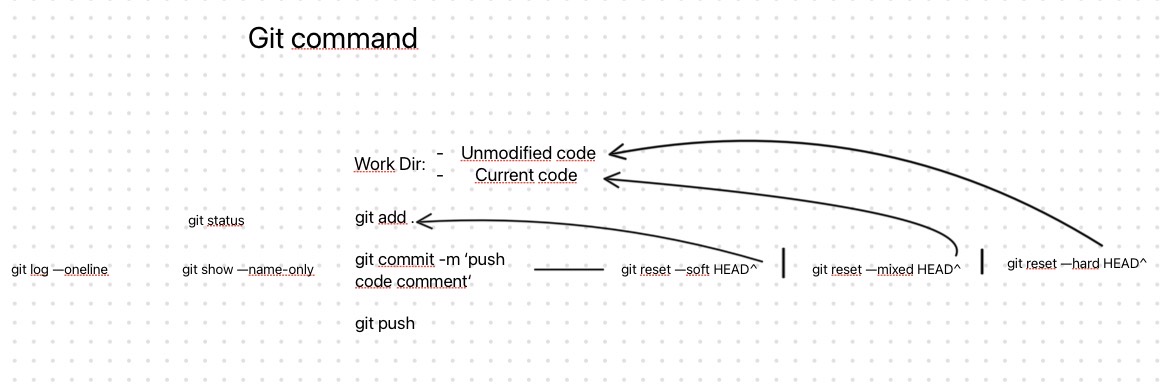 Git command
Work Dir:
- Unmodified code
- Current code
git status
git add .
git log —oneline
git show —name-only
git commit -m ‘push
code comment‘
git reset —soft HEAD^
git reset —mixed HEAD^
git reset —hard HEAD^
git push